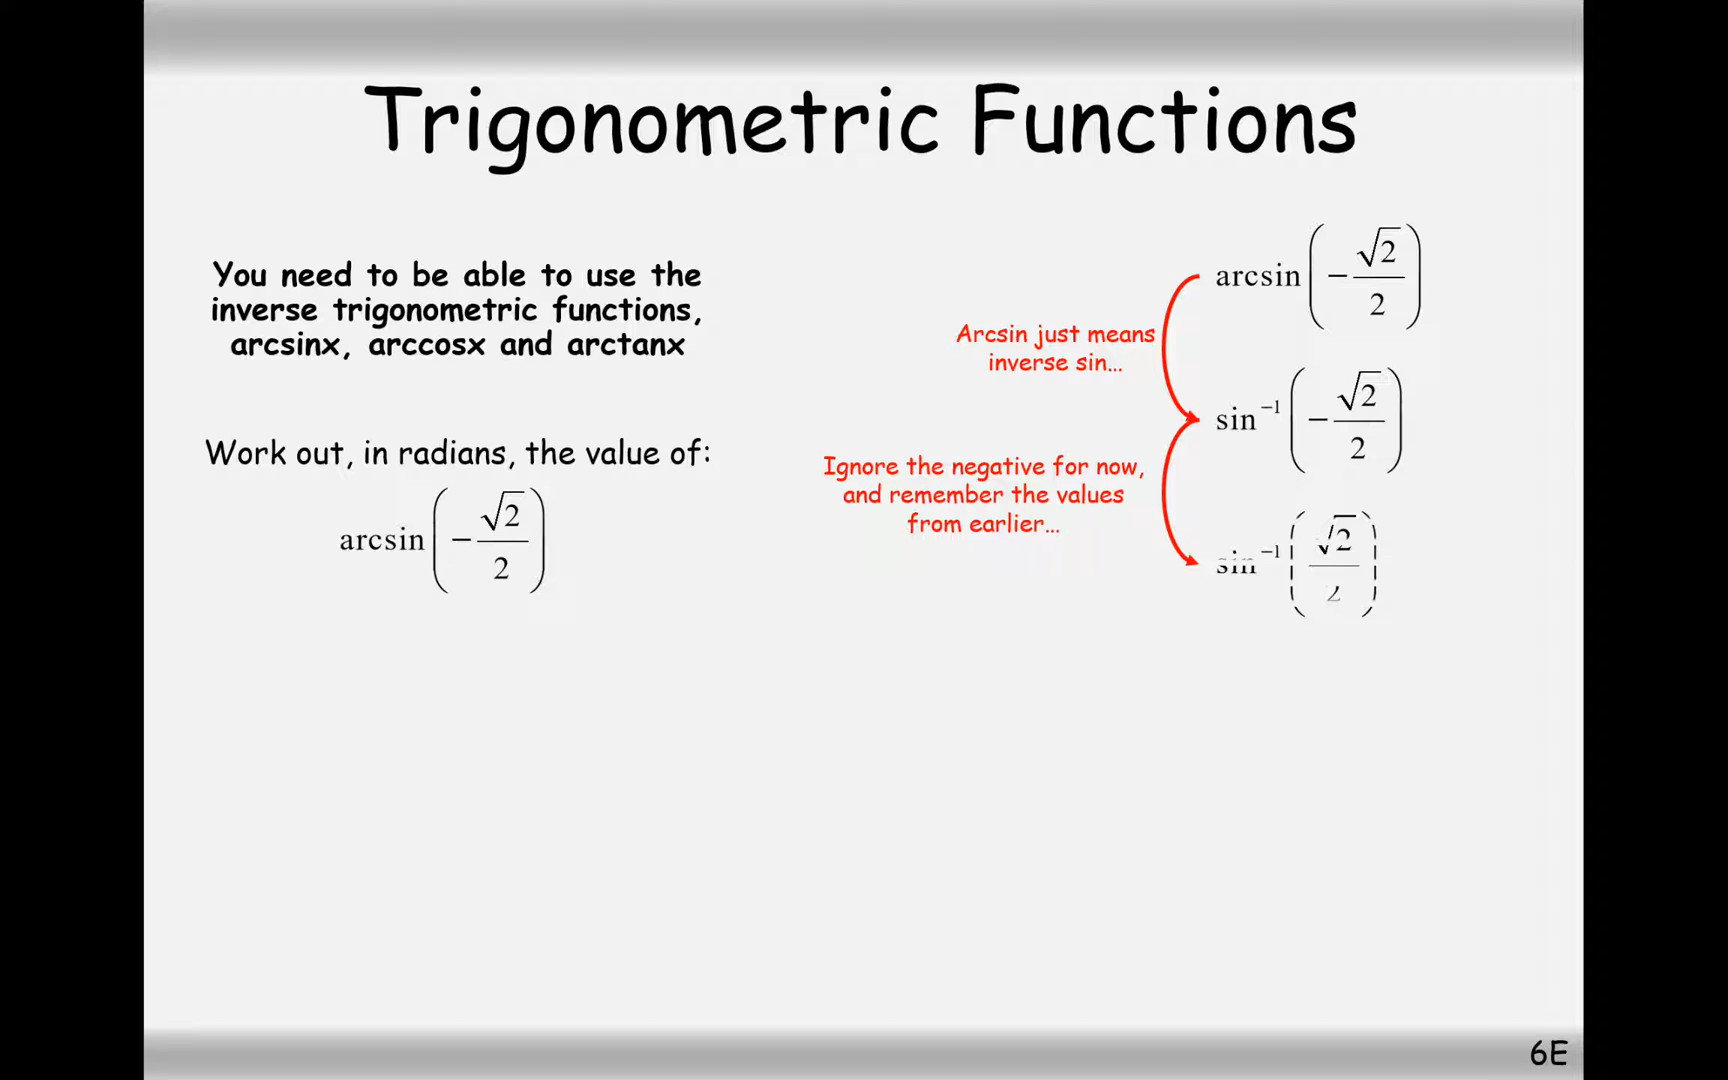 Trigonometric Functions
You need to be able to use the
inverse trigonometric functions,
arcsinx, arccosx and arctanx
Work out, in radians, the value of:
arcsin(-√2/2)
arcsin(-√2/2)
Arcsin just means
inverse sin…
sin⁻¹(-√2/2)
Ignore the negative for now,
and remember the values
from earlier…
sin⁻¹(√2/2)
6E